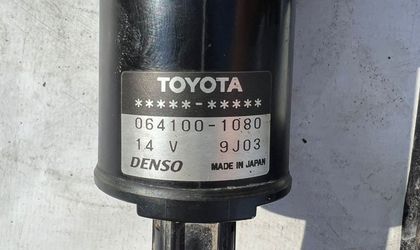 TOYOTA
*****-*****
064100-1080
14 V 9J03
DENSO MADE IN JAPAN